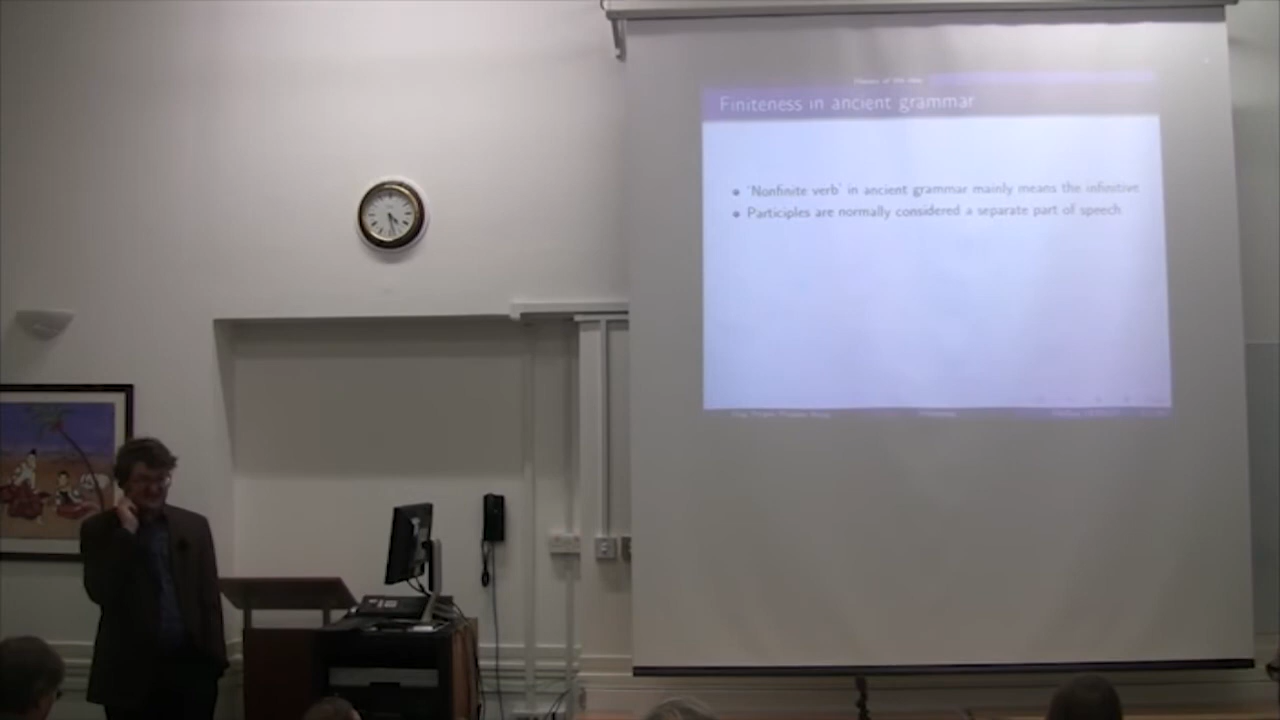 Finiteness in ancient grammar
'Nonfinite verb' in ancient grammar mainly means the infinitive
Participles are normally considered a separate part of speech